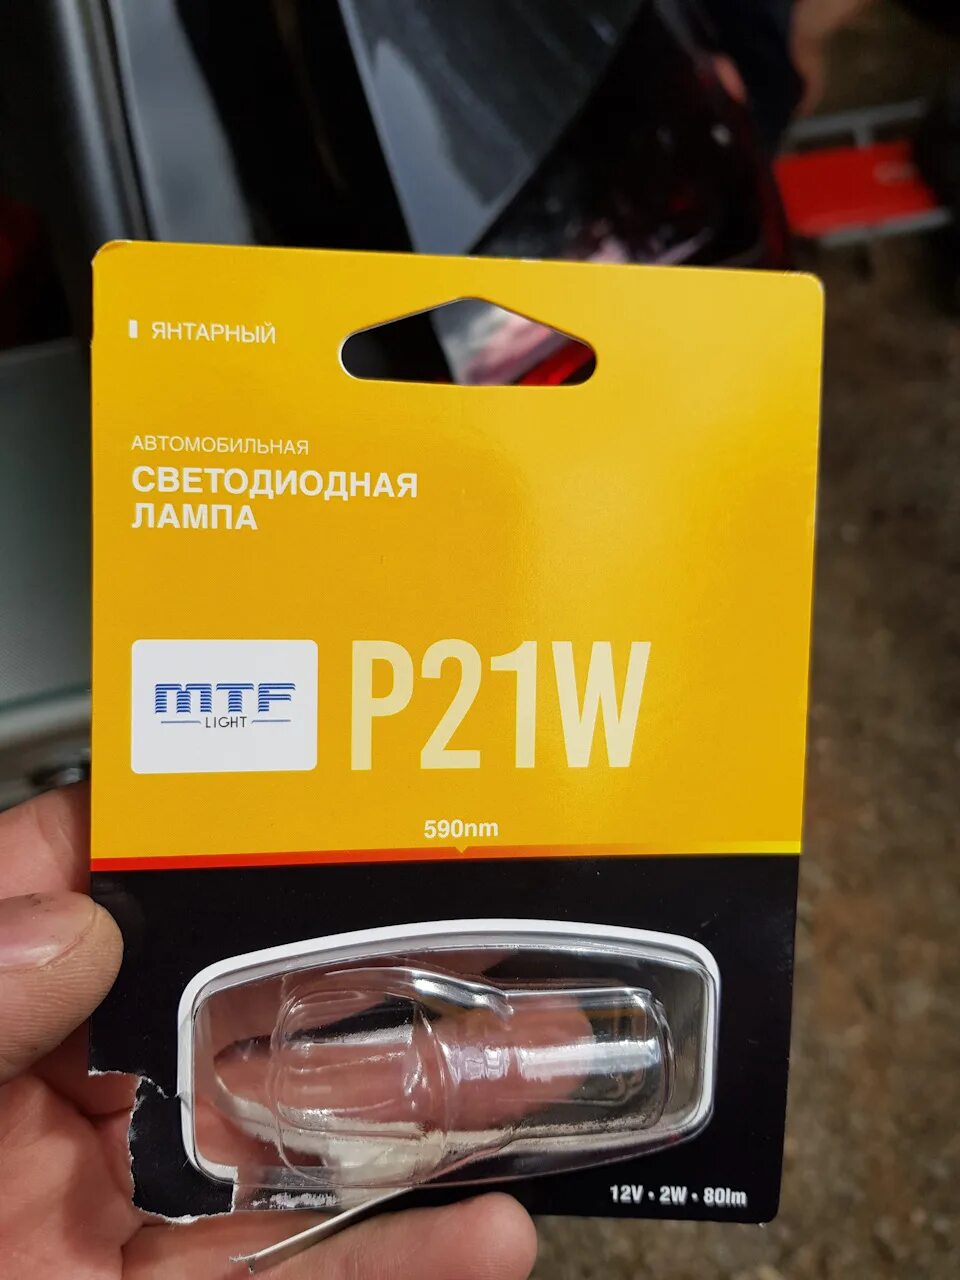 ЯНТАРНЫЙ
АВТОМОБИЛЬНАЯ
СВЕТОДИОДНАЯ
ЛАМПА
MTF
LIGHT
P21W
590nm
12V • 2W • 80lm